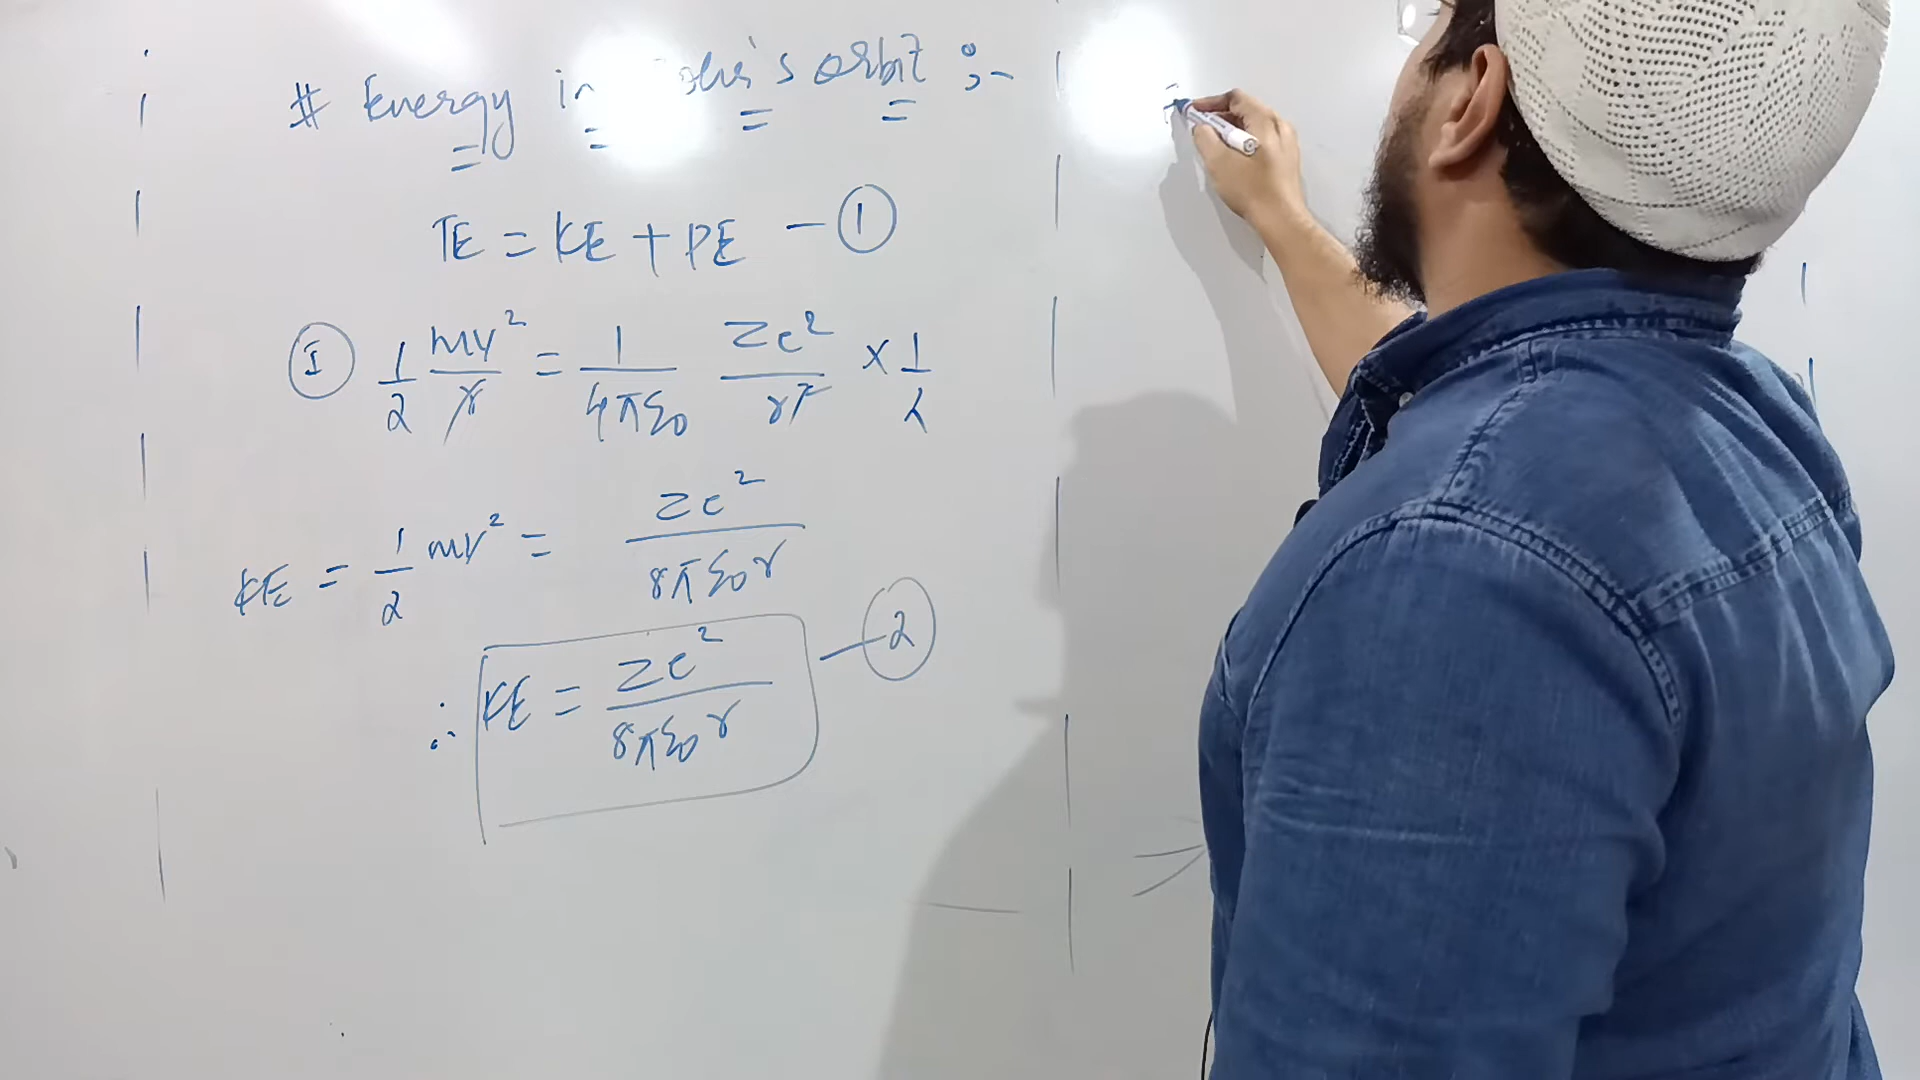 # Energy in 's orbit :-
TE = KE + PE - ①
Ⓘ 1/2 mv²/r = 1/4πε₀ Ze²/r² × 1/2
KE = 1/2 mv² = Ze²/8πε₀r
∴ KE = Ze²/8πε₀r - ②